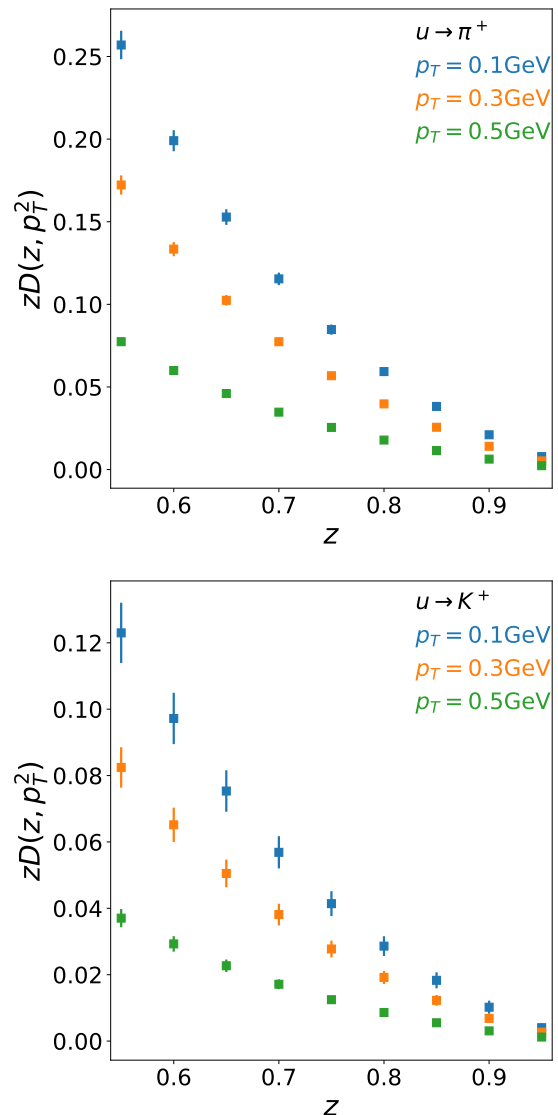 0.25
0.20
0.15
0.10
0.05
0.00
zD(z, p_T^2)
u → π^+
p_T = 0.1GeV
p_T = 0.3GeV
p_T = 0.5GeV
0.6 0.7 0.8 0.9
z
0.12
0.10
0.08
0.06
0.04
0.02
0.00
zD(z, p_T^2)
u → K^+
p_T = 0.1GeV
p_T = 0.3GeV
p_T = 0.5GeV
0.6 0.7 0.8 0.9
z